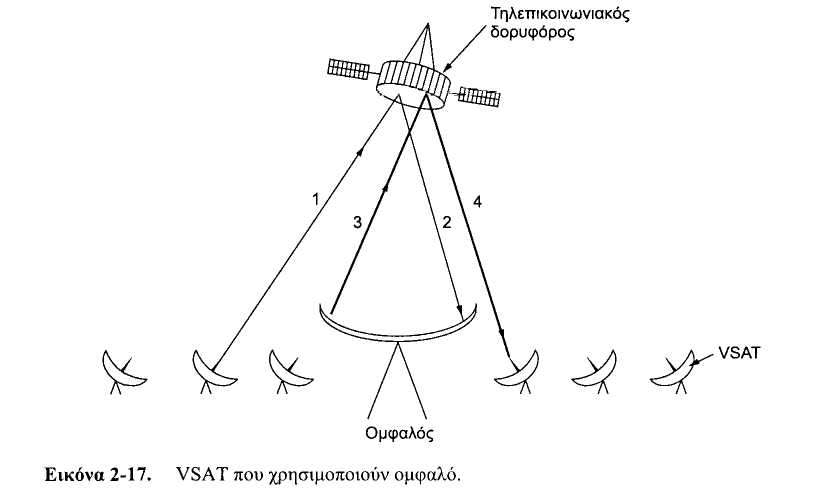 Τηλεπικοινωνιακός
δορυφόρος
1
3
2
4
VSAT
Ομφαλός
Εικόνα 2-17. VSAT που χρησιμοποιούν ομφαλό.